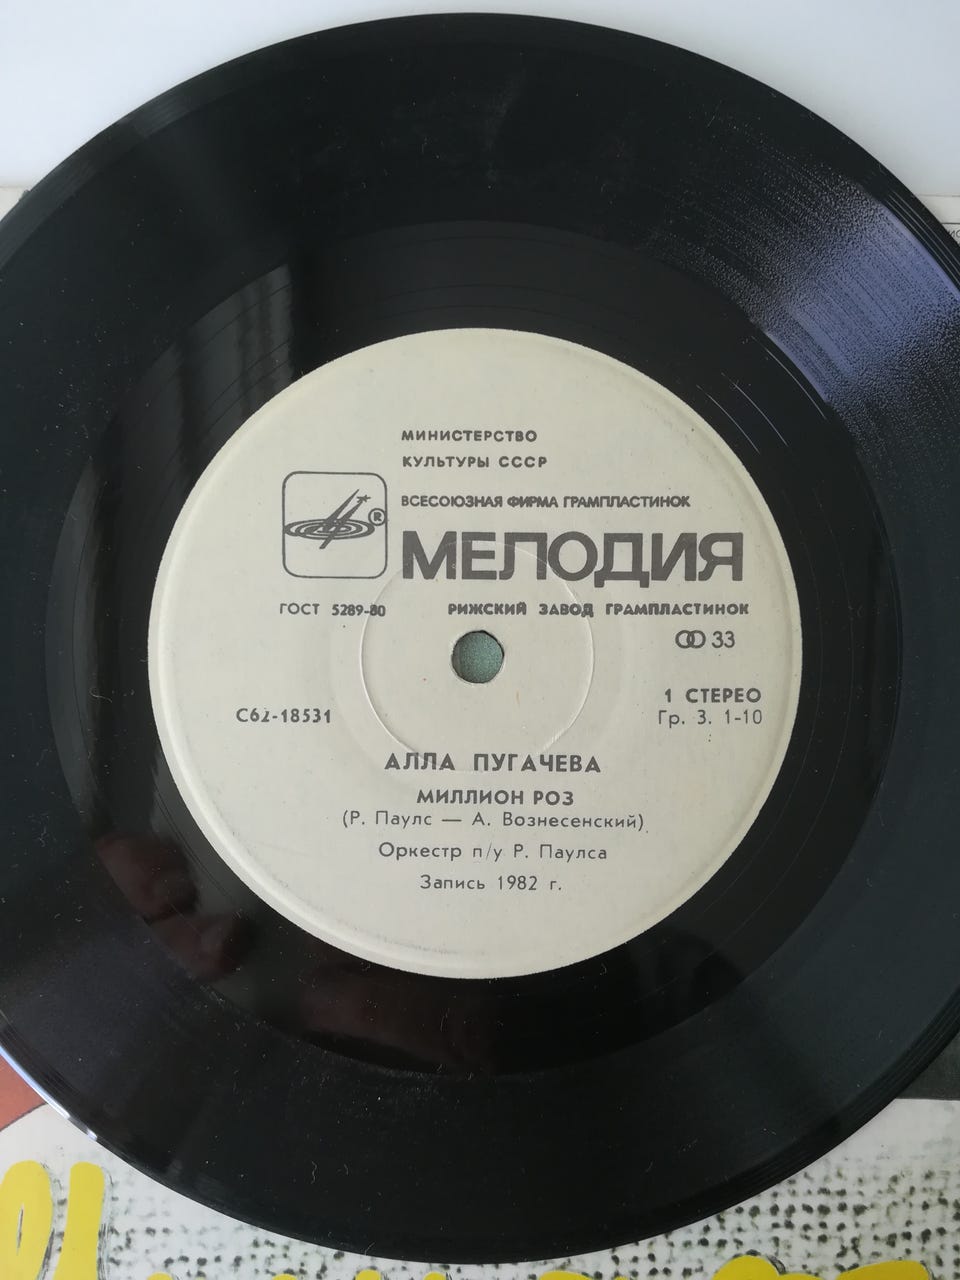 МИНИСТЕРСТВО
КУЛЬТУРЫ СССР
ВСЕСОЮЗНАЯ ФИРМА ГРАМПЛАСТИНОК
®
МЕЛОДИЯ
ГОСТ 5289-80 РИЖСКИЙ ЗАВОД ГРАМПЛАСТИНОК
33
1 СТЕРЕО
С62-18531 Гр. 3. 1-10
АЛЛА ПУГАЧЕВА
МИЛЛИОН РОЗ
(Р. Паулс — А. Вознесенский)
Оркестр п/у Р. Паулса
Запись 1982 г.